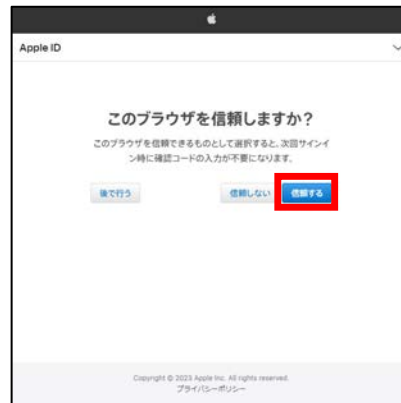 Apple ID
このブラウザを信頼しますか？
このブラウザを信頼できるものとして選択すると、次回サインイ
ン時に確認コードの入力が不要になります。
後で行う 信頼しない 信頼する
Copyright © 2023 Apple Inc. All rights reserved.
プライバシーポリシー